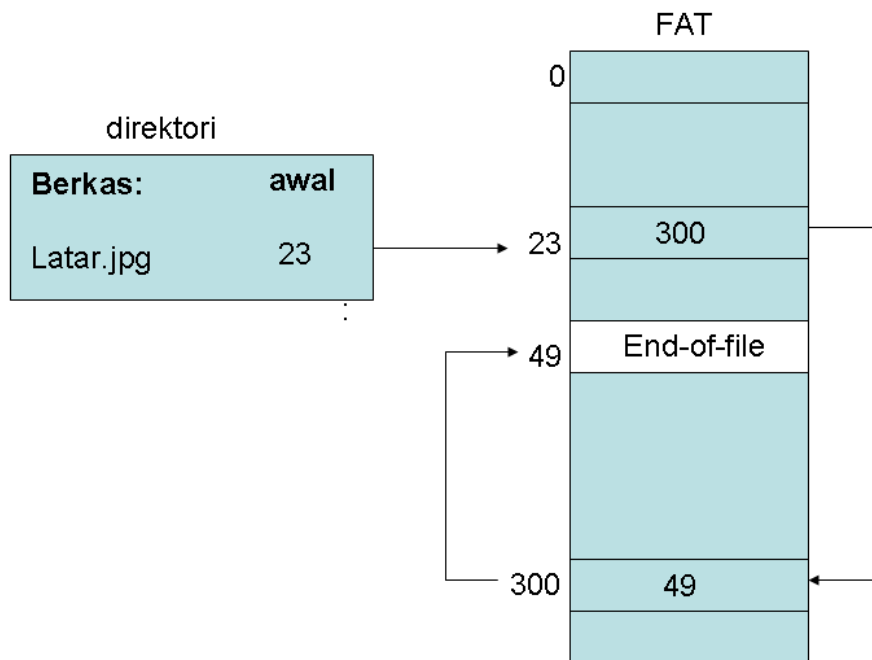 FAT
0
direktori
Berkas: awal
Latar.jpg 23
:
23 300
49 End-of-file
300 49